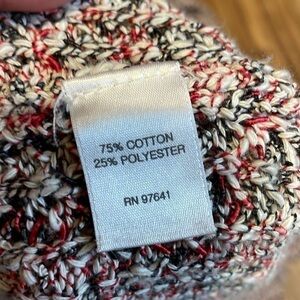 75% COTTON
25% POLYESTER
RN 97641